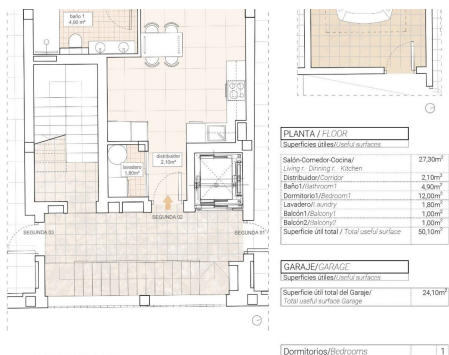 baño 1
4,90 m²
distribuidor
2,10m²
lavadero
1,80m²
SEGUNDA 02
SEGUNDA 03
SEGUNDA 01
PLANTA / FLOOR
Superficies útiles/Useful surfaces
Salón-Comedor-Cocina/ 27,30m²
Living r. Dinning r. Kitchen
Distribuidor/Corridor 2,10m²
Baño1/Bathroom1 4,90m²
Dormitorio1/Bedroom1 12,00m²
Lavadero/Laundry 1,80m²
Balcón1/Balcony1 1,00m²
Balcón2/Balcony2 1,00m²
Superficie útil total / Total useful surface 50,10m²
GARAJE/GARAGE
Superficies útiles/Useful surfaces
Superficie útil total del Garaje/ 24,10m²
Total useful surface Garage
Dormitorios/Bedrooms 1